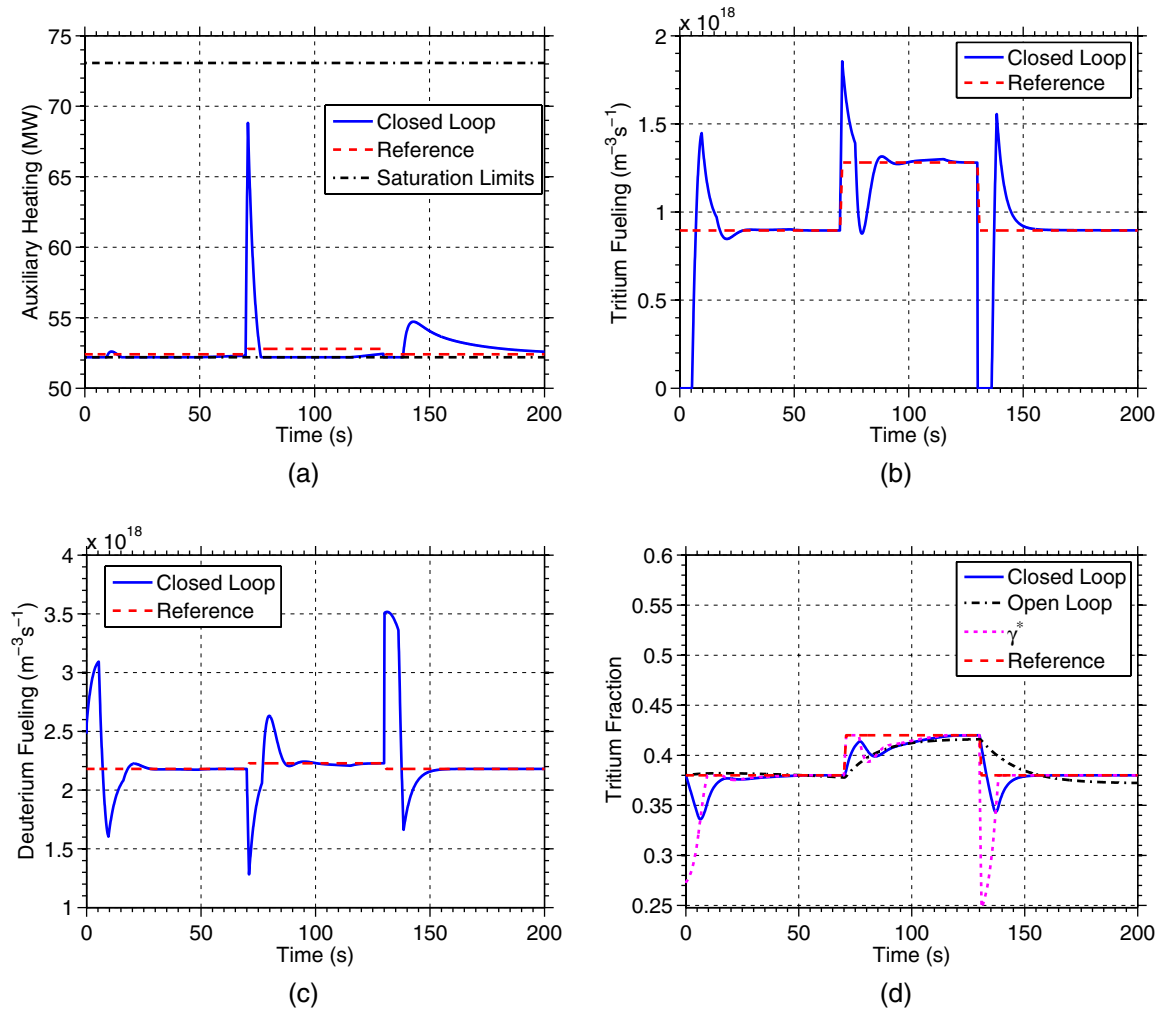 75
70
65
60
55
50
Auxiliary Heating (MW)
Closed Loop
Reference
Saturation Limits
0 50 100 150 200
Time (s)
(a)
x 10^18
2
1.5
1
0.5
0
Tritium Fueling (m⁻³s⁻¹)
Closed Loop
Reference
0 50 100 150 200
Time (s)
(b)
x 10^18
4
3.5
3
2.5
2
1.5
1
Deuterium Fueling (m⁻³s⁻¹)
Closed Loop
Reference
0 50 100 150 200
Time (s)
(c)
0.6
0.55
0.5
0.45
0.4
0.35
0.3
0.25
Tritium Fraction
Closed Loop
Open Loop
γ*
Reference
0 50 100 150 200
Time (s)
(d)